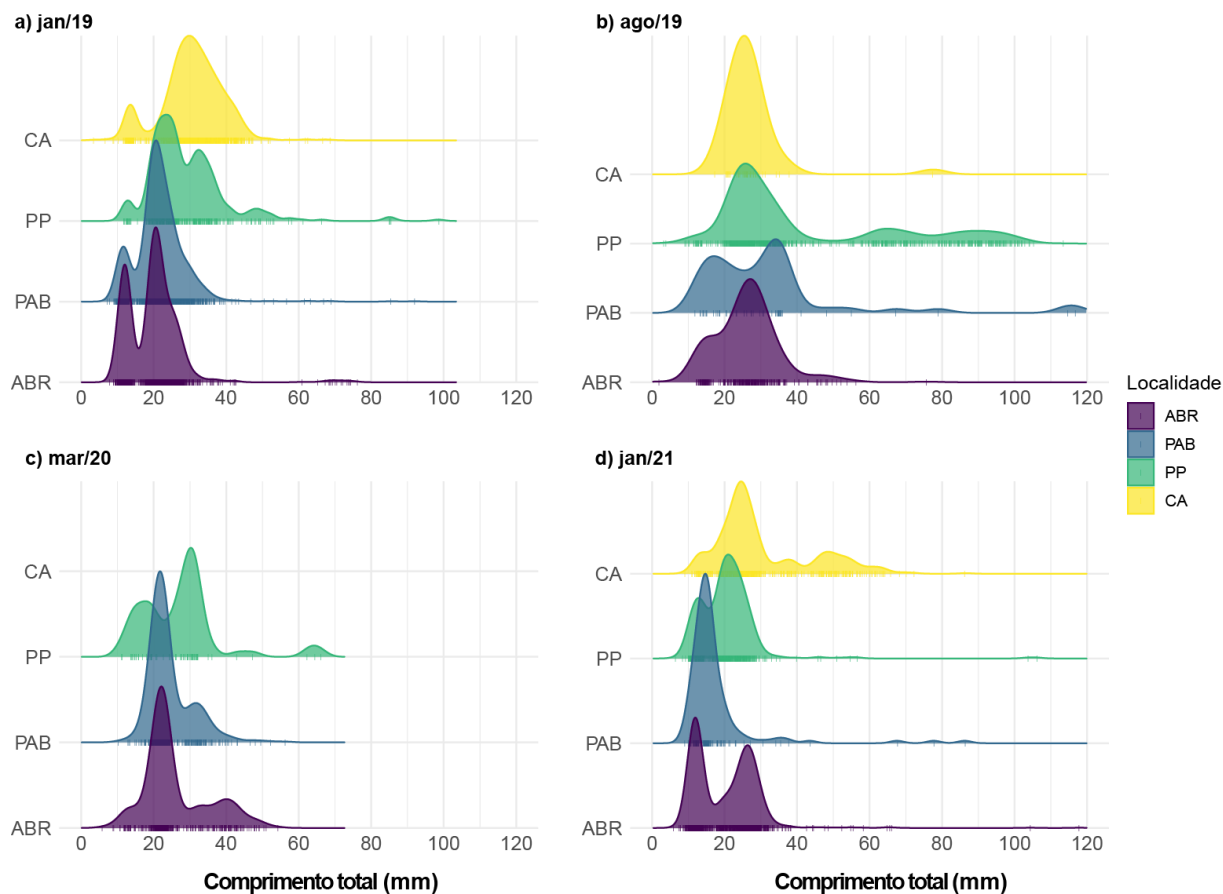 a) jan/19
CA
PP
PAB
ABR
0 20 40 60 80 100 120
b) ago/19
CA
PP
PAB
ABR
0 20 40 60 80 100 120
c) mar/20
CA
PP
PAB
ABR
0 20 40 60 80 100 120
Comprimento total (mm)
d) jan/21
CA
PP
PAB
ABR
0 20 40 60 80 100 120
Comprimento total (mm)
Localidade
ABR
PAB
PP
CA